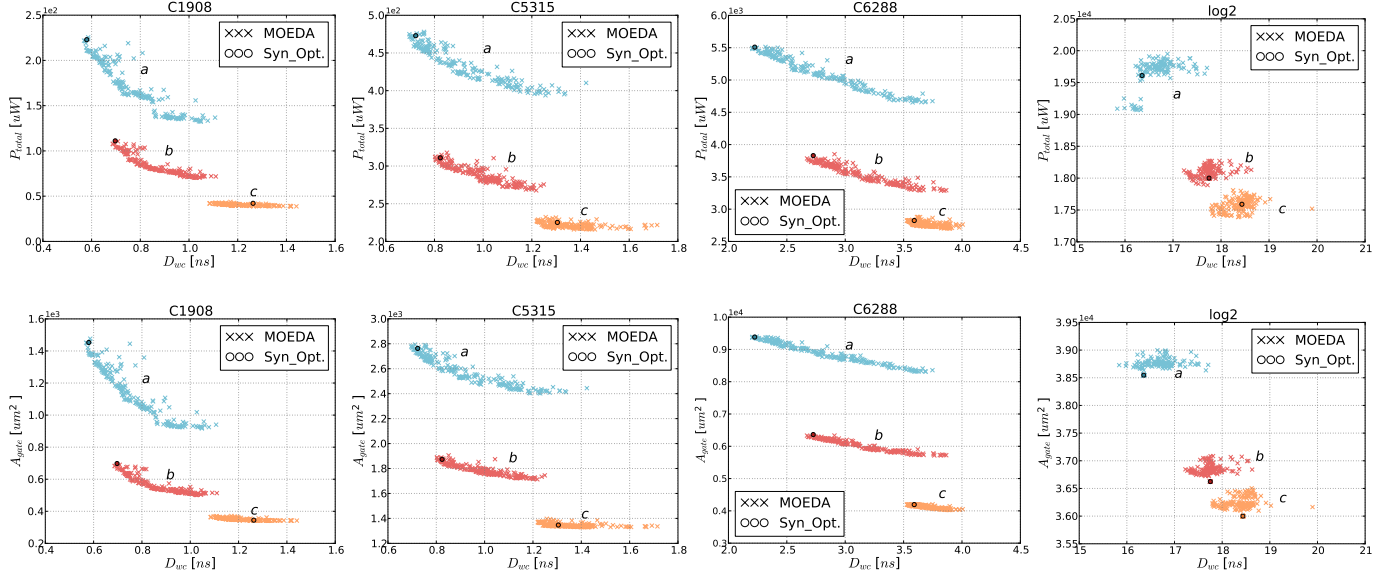 C1908
1e2
2.5
2.0
1.5
1.0
0.5
0.0
P_total [uW]
0.4 0.6 0.8 1.0 1.2 1.4 1.6
D_wc [ns]
MOEDA
Syn_Opt.
a
b
c
C5315
1e2
5.0
4.5
4.0
3.5
3.0
2.5
2.0
P_total [uW]
0.6 0.8 1.0 1.2 1.4 1.6 1.8
D_wc [ns]
MOEDA
Syn_Opt.
a
b
c
C6288
1e3
6.0
5.5
5.0
4.5
4.0
3.5
3.0
2.5
P_total [uW]
2.0 2.5 3.0 3.5 4.0 4.5
D_wc [ns]
MOEDA
Syn_Opt.
a
b
c
log2
1e4
2.05
2.00
1.95
1.90
1.85
1.80
1.75
1.70
P_total [uW]
15 16 17 18 19 20 21
D_wc [ns]
MOEDA
Syn_Opt.
a
b
c
C1908
1e3
1.6
1.4
1.2
1.0
0.8
0.6
0.4
0.2
A_gate [um²]
0.4 0.6 0.8 1.0 1.2 1.4 1.6
D_wc [ns]
MOEDA
Syn_Opt.
a
b
c
C5315
1e3
3.0
2.8
2.6
2.4
2.2
2.0
1.8
1.6
1.4
1.2
A_gate [um²]
0.6 0.8 1.0 1.2 1.4 1.6 1.8
D_wc [ns]
MOEDA
Syn_Opt.
a
b
c
C6288
1e4
1.0
0.9
0.8
0.7
0.6
0.5
0.4
0.3
A_gate [um²]
2.0 2.5 3.0 3.5 4.0 4.5
D_wc [ns]
MOEDA
Syn_Opt.
a
b
c
log2
1e4
3.95
3.90
3.85
3.80
3.75
3.70
3.65
3.60
3.55
A_gate [um²]
15 16 17 18 19 20 21
D_wc [ns]
MOEDA
Syn_Opt.
a
b
c